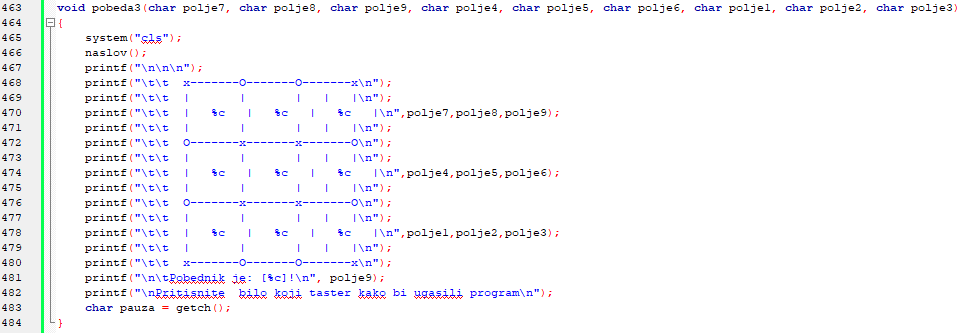 463 void pobeda3(char polje7, char polje8, char polje9, char polje4, char polje5, char polje6, char polje1, char polje2, char polje3)
464 {
465     system("cls");
466     naslov();
467     printf("\n\n\n");
468     printf("\t\t  x-------O-------O-------x\n");
469     printf("\t\t  |       |       |   |   |\n");
470     printf("\t\t  |   %c   |   %c   |   %c   |\n",polje7,polje8,polje9);
471     printf("\t\t  |       |       |   |   |\n");
472     printf("\t\t  O-------x-------x-------O\n");
473     printf("\t\t  |       |       |   |   |\n");
474     printf("\t\t  |   %c   |   %c   |   %c   |\n",polje4,polje5,polje6);
475     printf("\t\t  |       |       |   |   |\n");
476     printf("\t\t  O-------x-------x-------O\n");
477     printf("\t\t  |       |       |   |   |\n");
478     printf("\t\t  |   %c   |   %c   |   %c   |\n",polje1,polje2,polje3);
479     printf("\t\t  |       |       |   |   |\n");
480     printf("\t\t  x-------O-------O-------x\n");
481     printf("\n\tPobednik je: [%c]!\n", polje9);
482     printf("\nPritisnite  bilo koji taster kako bi ugasili program\n");
483     char pauza = getch();
484 }